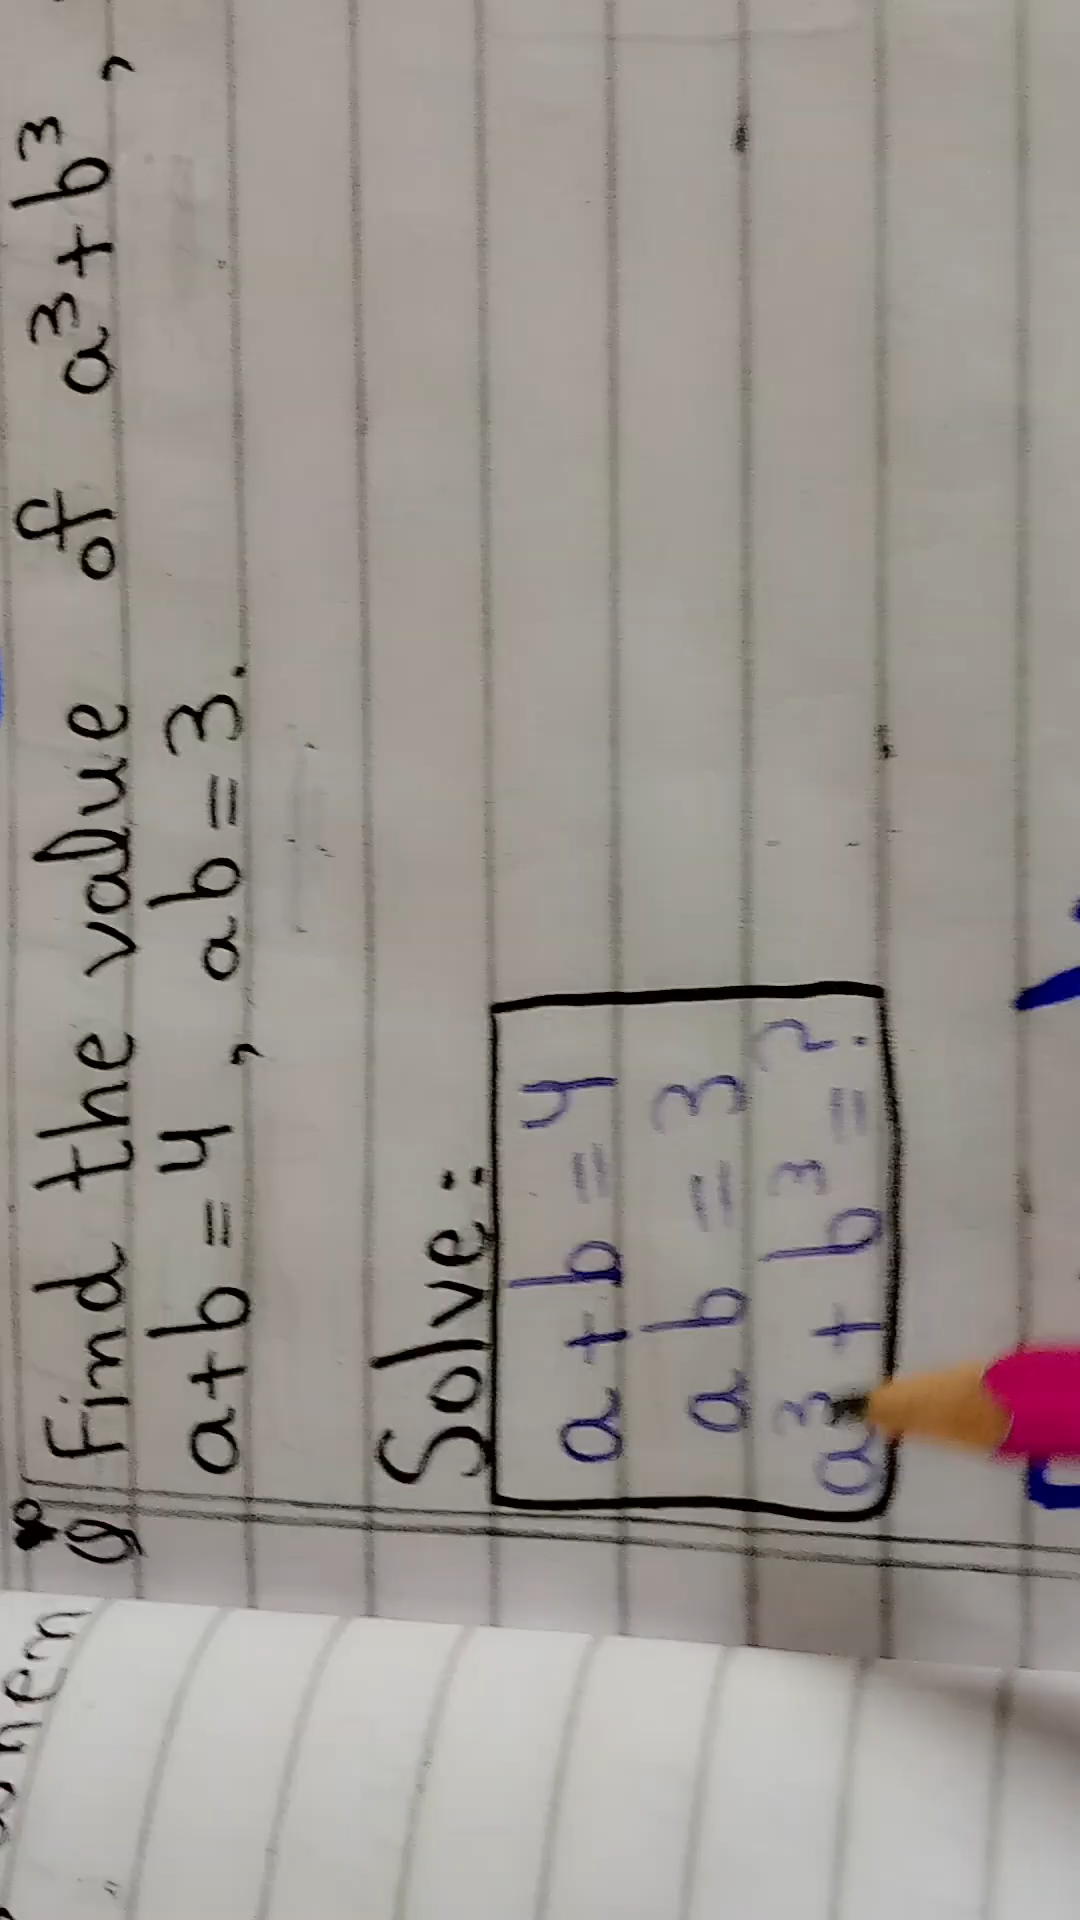 Q Find the value of a³+b³,
a+b=4, ab=3.
Solve:
a+b=4
ab=3
a³+b³=?